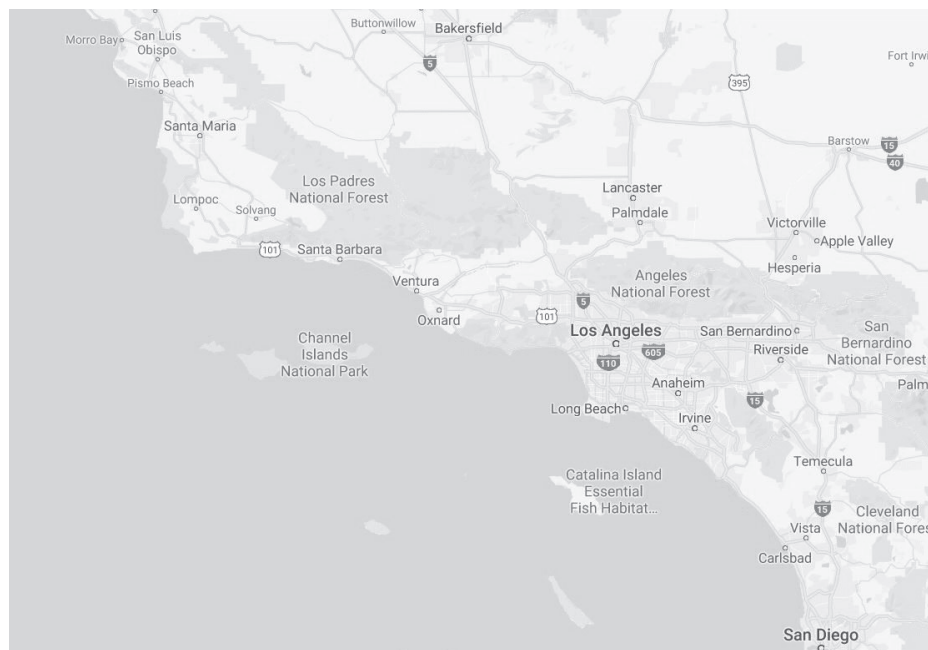 Buttonwillow
Bakersfield
Morro Bay
San Luis
Obispo
Fort Irwi
5
395
Pismo Beach
Santa Maria
Barstow
15
40
Los Padres
National Forest
Lancaster
Lompoc
Solvang
Palmdale
Victorville
101
Santa Barbara
Apple Valley
Hesperia
Ventura
Angeles
National Forest
5
Oxnard
101
Los Angeles
San Bernardino
San
Bernardino
National Forest
Channel
Islands
National Park
110
605
Riverside
Anaheim
Palm
15
Long Beach
Irvine
Temecula
Catalina Island
Essential
Fish Habitat...
15
Cleveland
National Fores
Vista
Carlsbad
San Diego